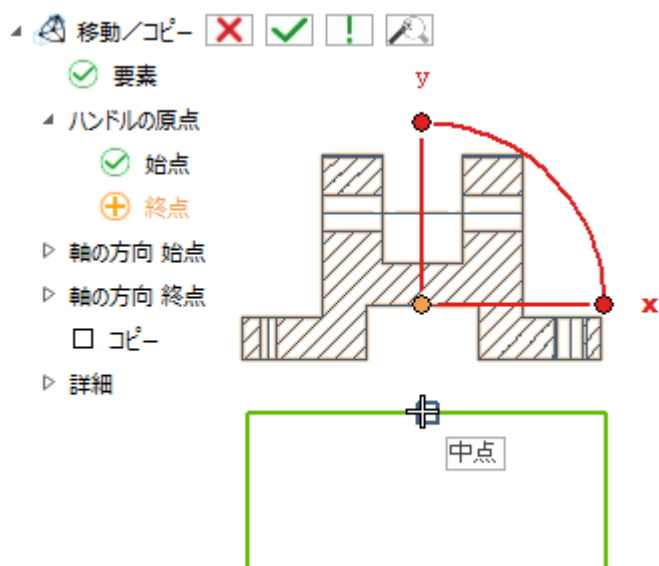 移動／コピー
要素
ハンドルの原点
始点
終点
軸の方向 始点
軸の方向 終点
コピー
詳細
y
x
中点